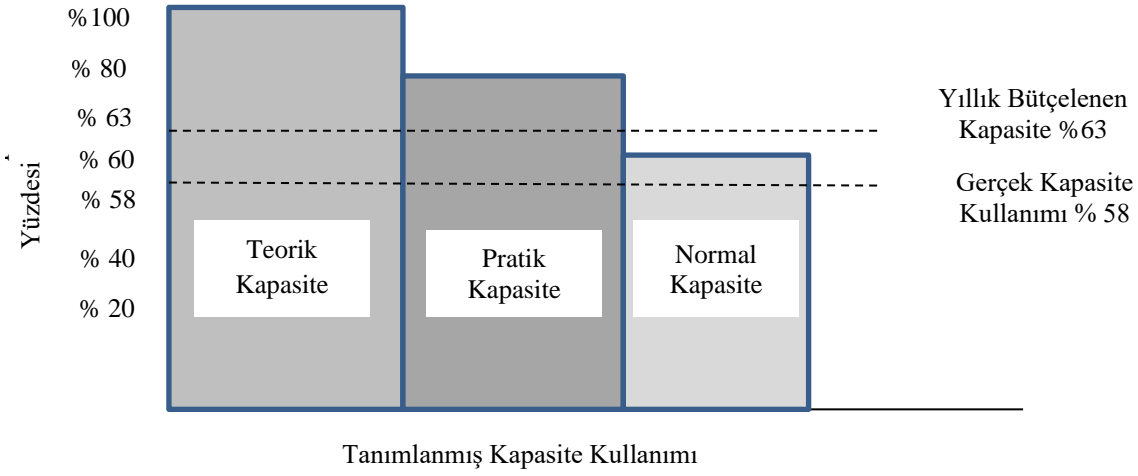 %100
% 80
% 63
% 60
% 58
% 40
% 20
Yüzdesi
Teorik
Kapasite
Pratik
Kapasite
Normal
Kapasite
Yıllık Bütçelenen
Kapasite %63
Gerçek Kapasite
Kullanımı % 58
Tanımlanmış Kapasite Kullanımı